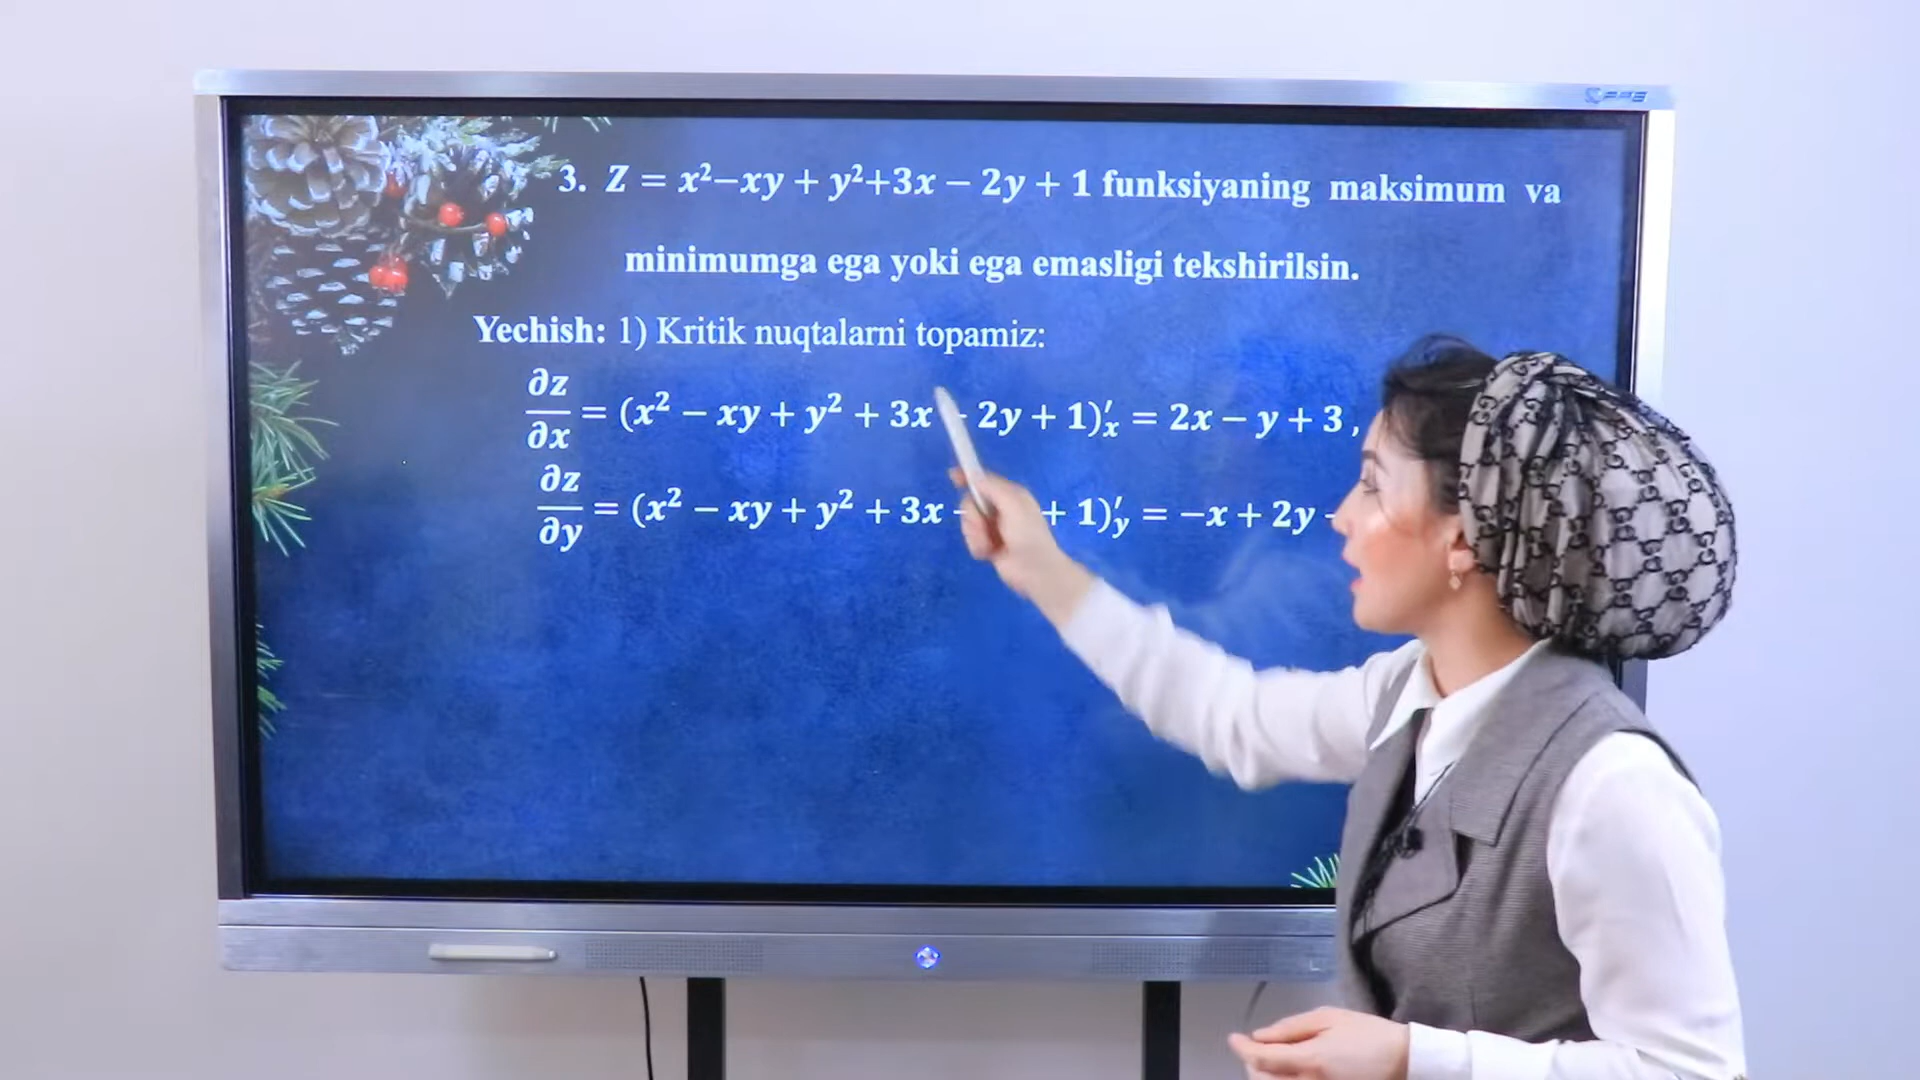 3. Z = x²−xy + y²+3x − 2y + 1 funksiyaning maksimum va
minimumga ega yoki ega emasligi tekshirilsin.
Yechish: 1) Kritik nuqtalarni topamiz:
∂z/∂x = (x² − xy + y² + 3x − 2y + 1)′ₓ = 2x − y + 3 ,
∂z/∂y = (x² − xy + y² + 3x − + 1)′y = −x + 2y −